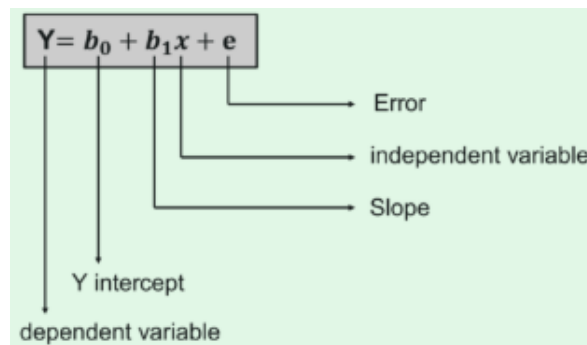 Y= b₀ + b₁x + e
Error
independent variable
Slope
Y intercept
dependent variable